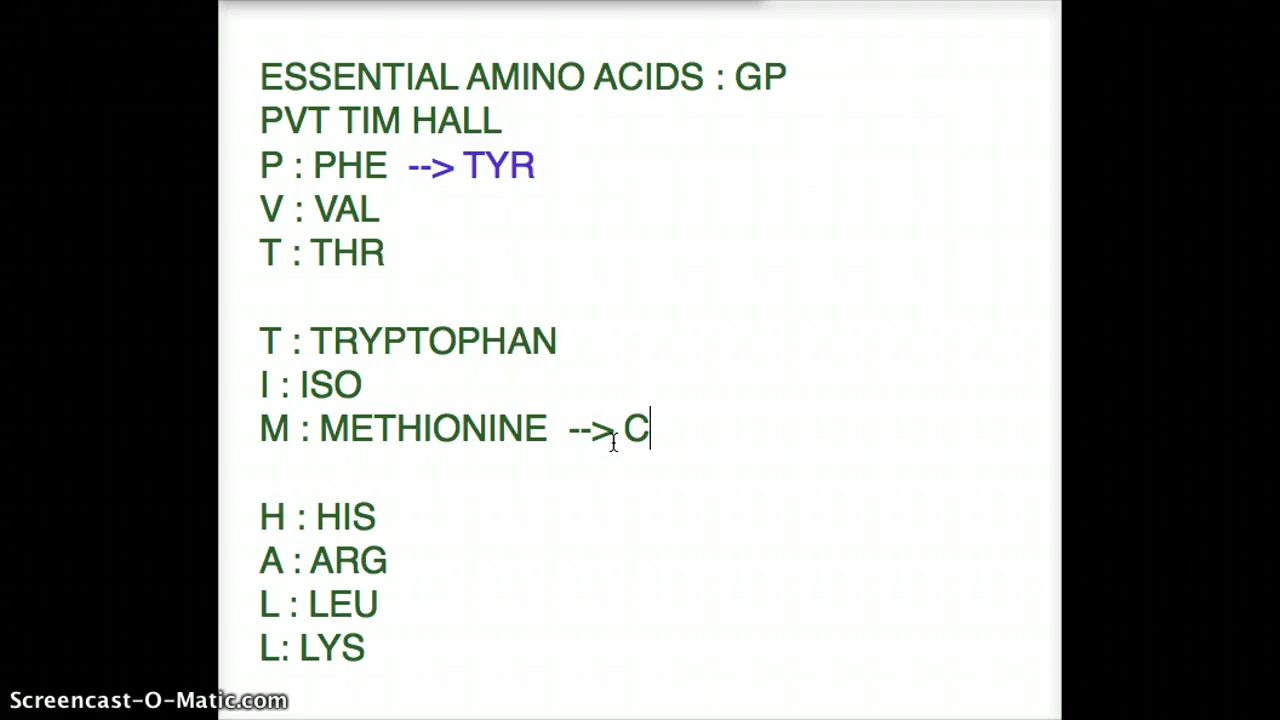 ESSENTIAL AMINO ACIDS : GP
PVT TIM HALL
P : PHE --> TYR
V : VAL
T : THR
T : TRYPTOPHAN
I : ISO
M : METHIONINE --> C
H : HIS
A : ARG
L : LEU
L: LYS
Screencast-O-Matic.com